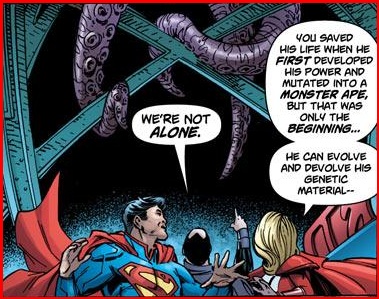 WE'RE NOT
ALONE.
YOU SAVED
HIS LIFE WHEN HE
FIRST DEVELOPED
HIS POWER AND
MUTATED INTO A
MONSTER APE,
BUT THAT WAS
ONLY THE
BEGINNING...
HE CAN EVOLVE
AND DEVOLVE HIS
GENETIC
MATERIAL--